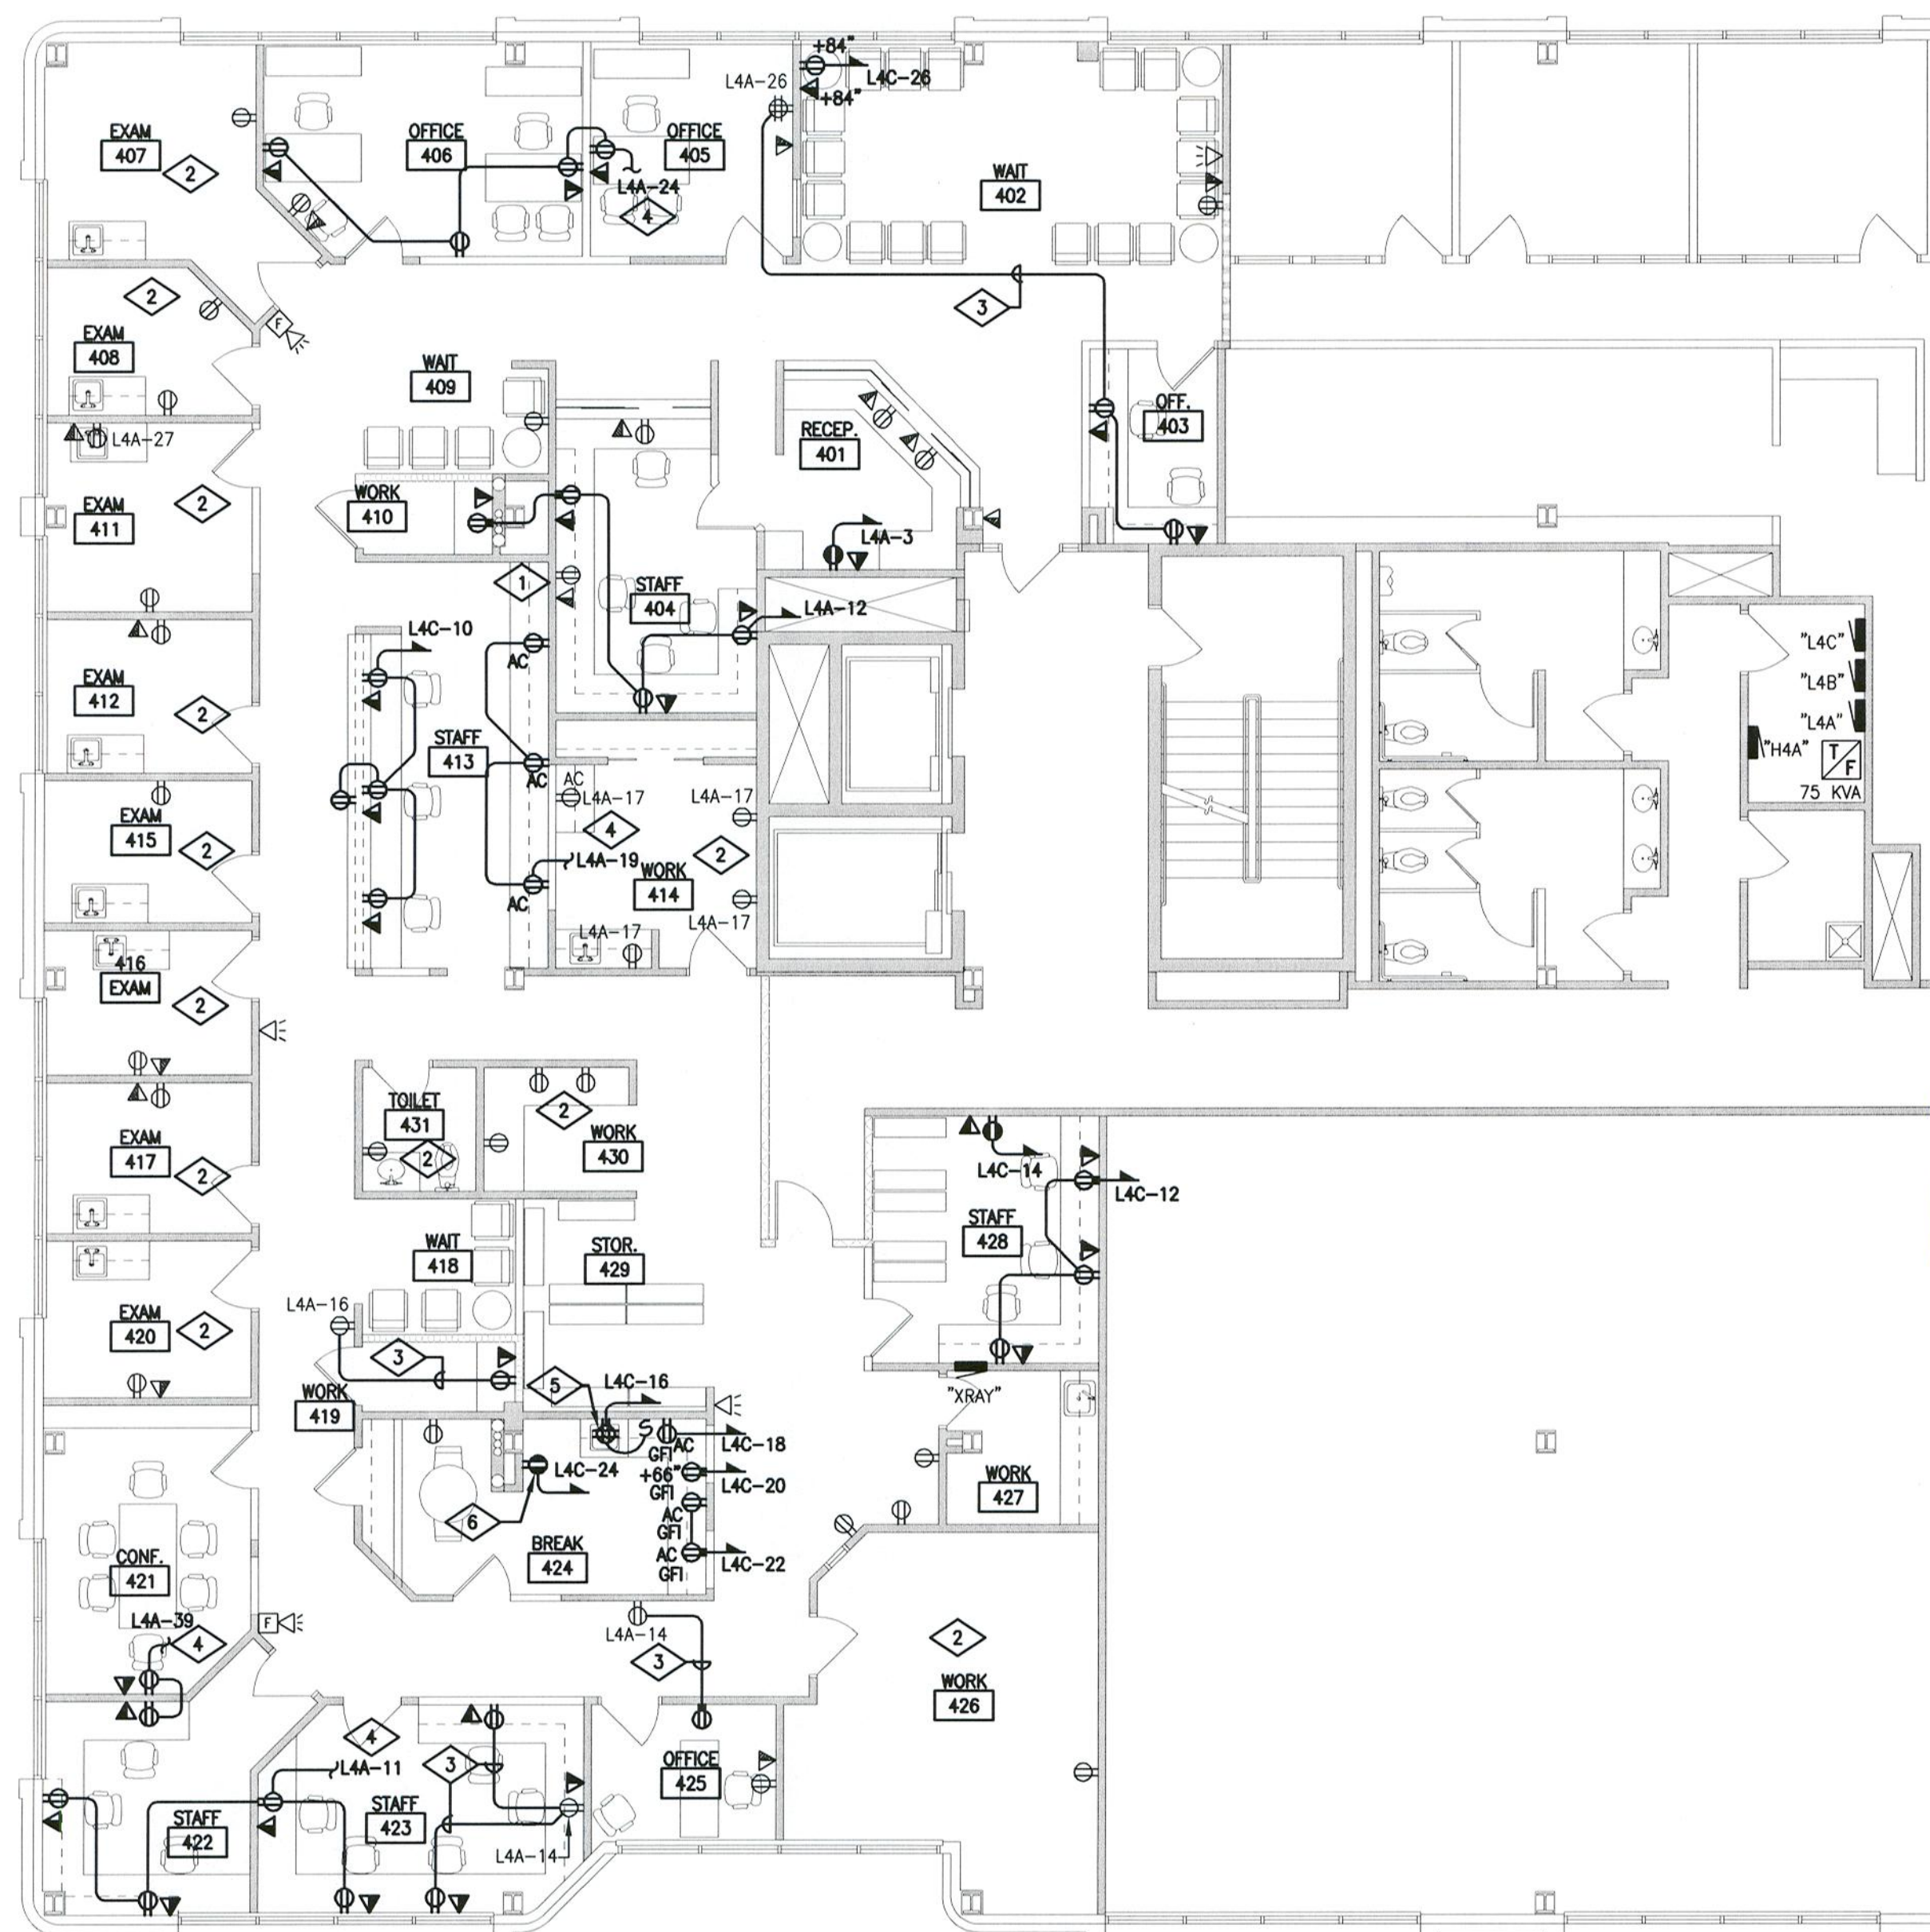 +84"
L4C-26
L4A-26
+84"
EXAM
407
2
OFFICE
406
OFFICE
405
L4A-24
4
WAIT
402
2
EXAM
408
F
3
WAIT
409
RECEP.
401
OFF.
403
L4A-27
EXAM
411
2
WORK
410
L4A-3
1
STAFF
404
L4A-12
L4C-10
AC
EXAM
412
2
STAFF
413
AC
AC
L4A-17
L4A-17
4
2
L4A-19
WORK
414
AC
L4A-17
L4A-17
"L4C"
"L4B"
"L4A"
"H4A"
T
F
75 KVA
EXAM
415
2
416
EXAM
2
TOILET
431
2
2
WORK
430
EXAM
417
2
L4C-14
L4C-12
STAFF
428
WAIT
418
STOR.
429
EXAM
420
2
L4A-16
3
5
L4C-16
WORK
419
S
AC
GFI
L4C-18
L4C-24
+66"
GFI
L4C-20
AC
GFI
6
BREAK
424
AC
GFI
L4C-22
"XRAY"
WORK
427
CONF.
421
L4A-39
4
F
L4A-14
3
2
WORK
426
4
L4A-11
3
OFFICE
425
STAFF
422
STAFF
423
L4A-14